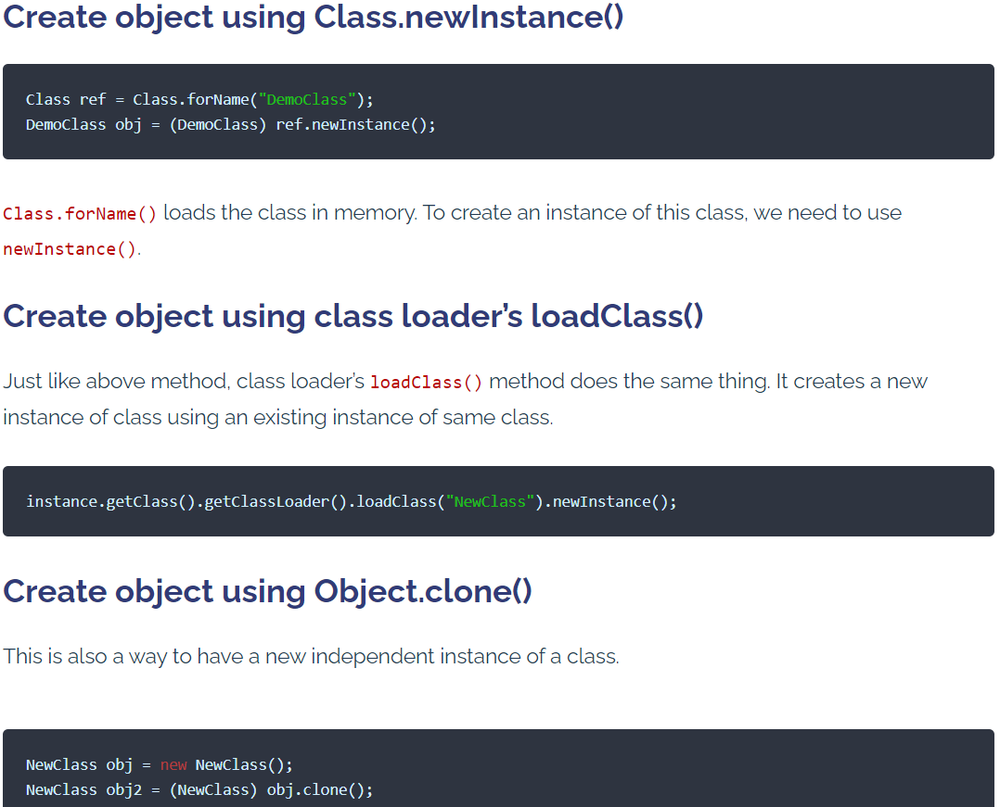 Create object using Class.newInstance()
Class ref = Class.forName("DemoClass");
DemoClass obj = (DemoClass) ref.newInstance();
Class.forName() loads the class in memory. To create an instance of this class, we need to use
newInstance().
Create object using class loader’s loadClass()
Just like above method, class loader’s loadClass() method does the same thing. It creates a new
instance of class using an existing instance of same class.
instance.getClass().getClassLoader().loadClass("NewClass").newInstance();
Create object using Object.clone()
This is also a way to have a new independent instance of a class.
NewClass obj = new NewClass();
NewClass obj2 = (NewClass) obj.clone();